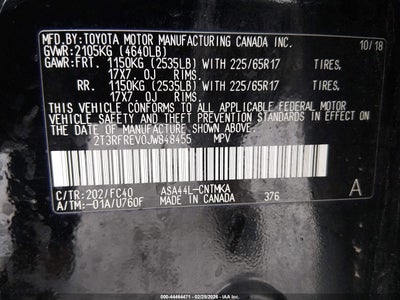 MFD. BY: TOYOTA MOTOR MANUFACTURING CANADA INC.
GVWR: 2105KG (4640LB) 10/18
GAWR: FRT. 1150KG (2535LB) WITH 225/65R17 TIRES,
17X7.0J RIMS.
RR. 1150KG (2535LB) WITH 225/65R17 TIRES,
17X7.0J RIMS.
THIS VEHICLE CONFORMS TO ALL APPLICABLE FEDERAL MOTOR
VEHICLE SAFETY AND BUMPER STANDARDS IN EFFECT ON THE DATE OF
MANUFACTURE SHOWN ABOVE.
2T3RFREV0JW849455 MPV
C/TR: 202/FC40 ASA44L-CNTMKA A
A/TM: -01A/U760F MADE IN CANADA 376
000-44464471 - 02/29/2026 - IAA Inc.